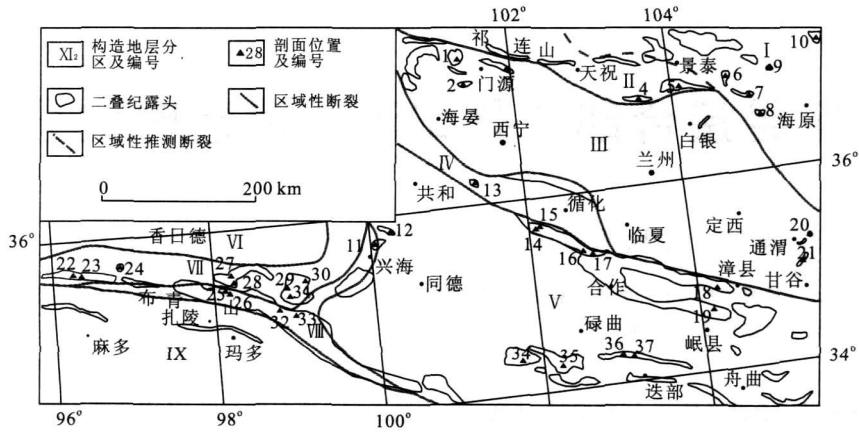 102°
104°
祁连山
1
门源
2
海晏
西宁
天祝
Ⅱ
4
5
景泰
Ⅰ
10
9
6
7
8
海原
白银
Ⅲ
兰州
36°
Ⅺ₂ 构造地层分区及编号
28 剖面位置及编号
二叠纪露头
区域性断裂
区域性推测断裂
0 200 km
Ⅳ
共和
13
循化
15
14
16
17
临夏
定西
通渭
20
21
甘谷
漳县
18
19
岷县
合作
Ⅴ
碌曲
36
37
34
35
迭部
舟曲
34°
36°
香日德
Ⅵ
12
11
兴海
同德
22
23
24
Ⅶ
27
28
25
26
29
30
31
32
33
Ⅷ
布青山
扎陵
麻多
Ⅸ
玛多
96°
98°
100°